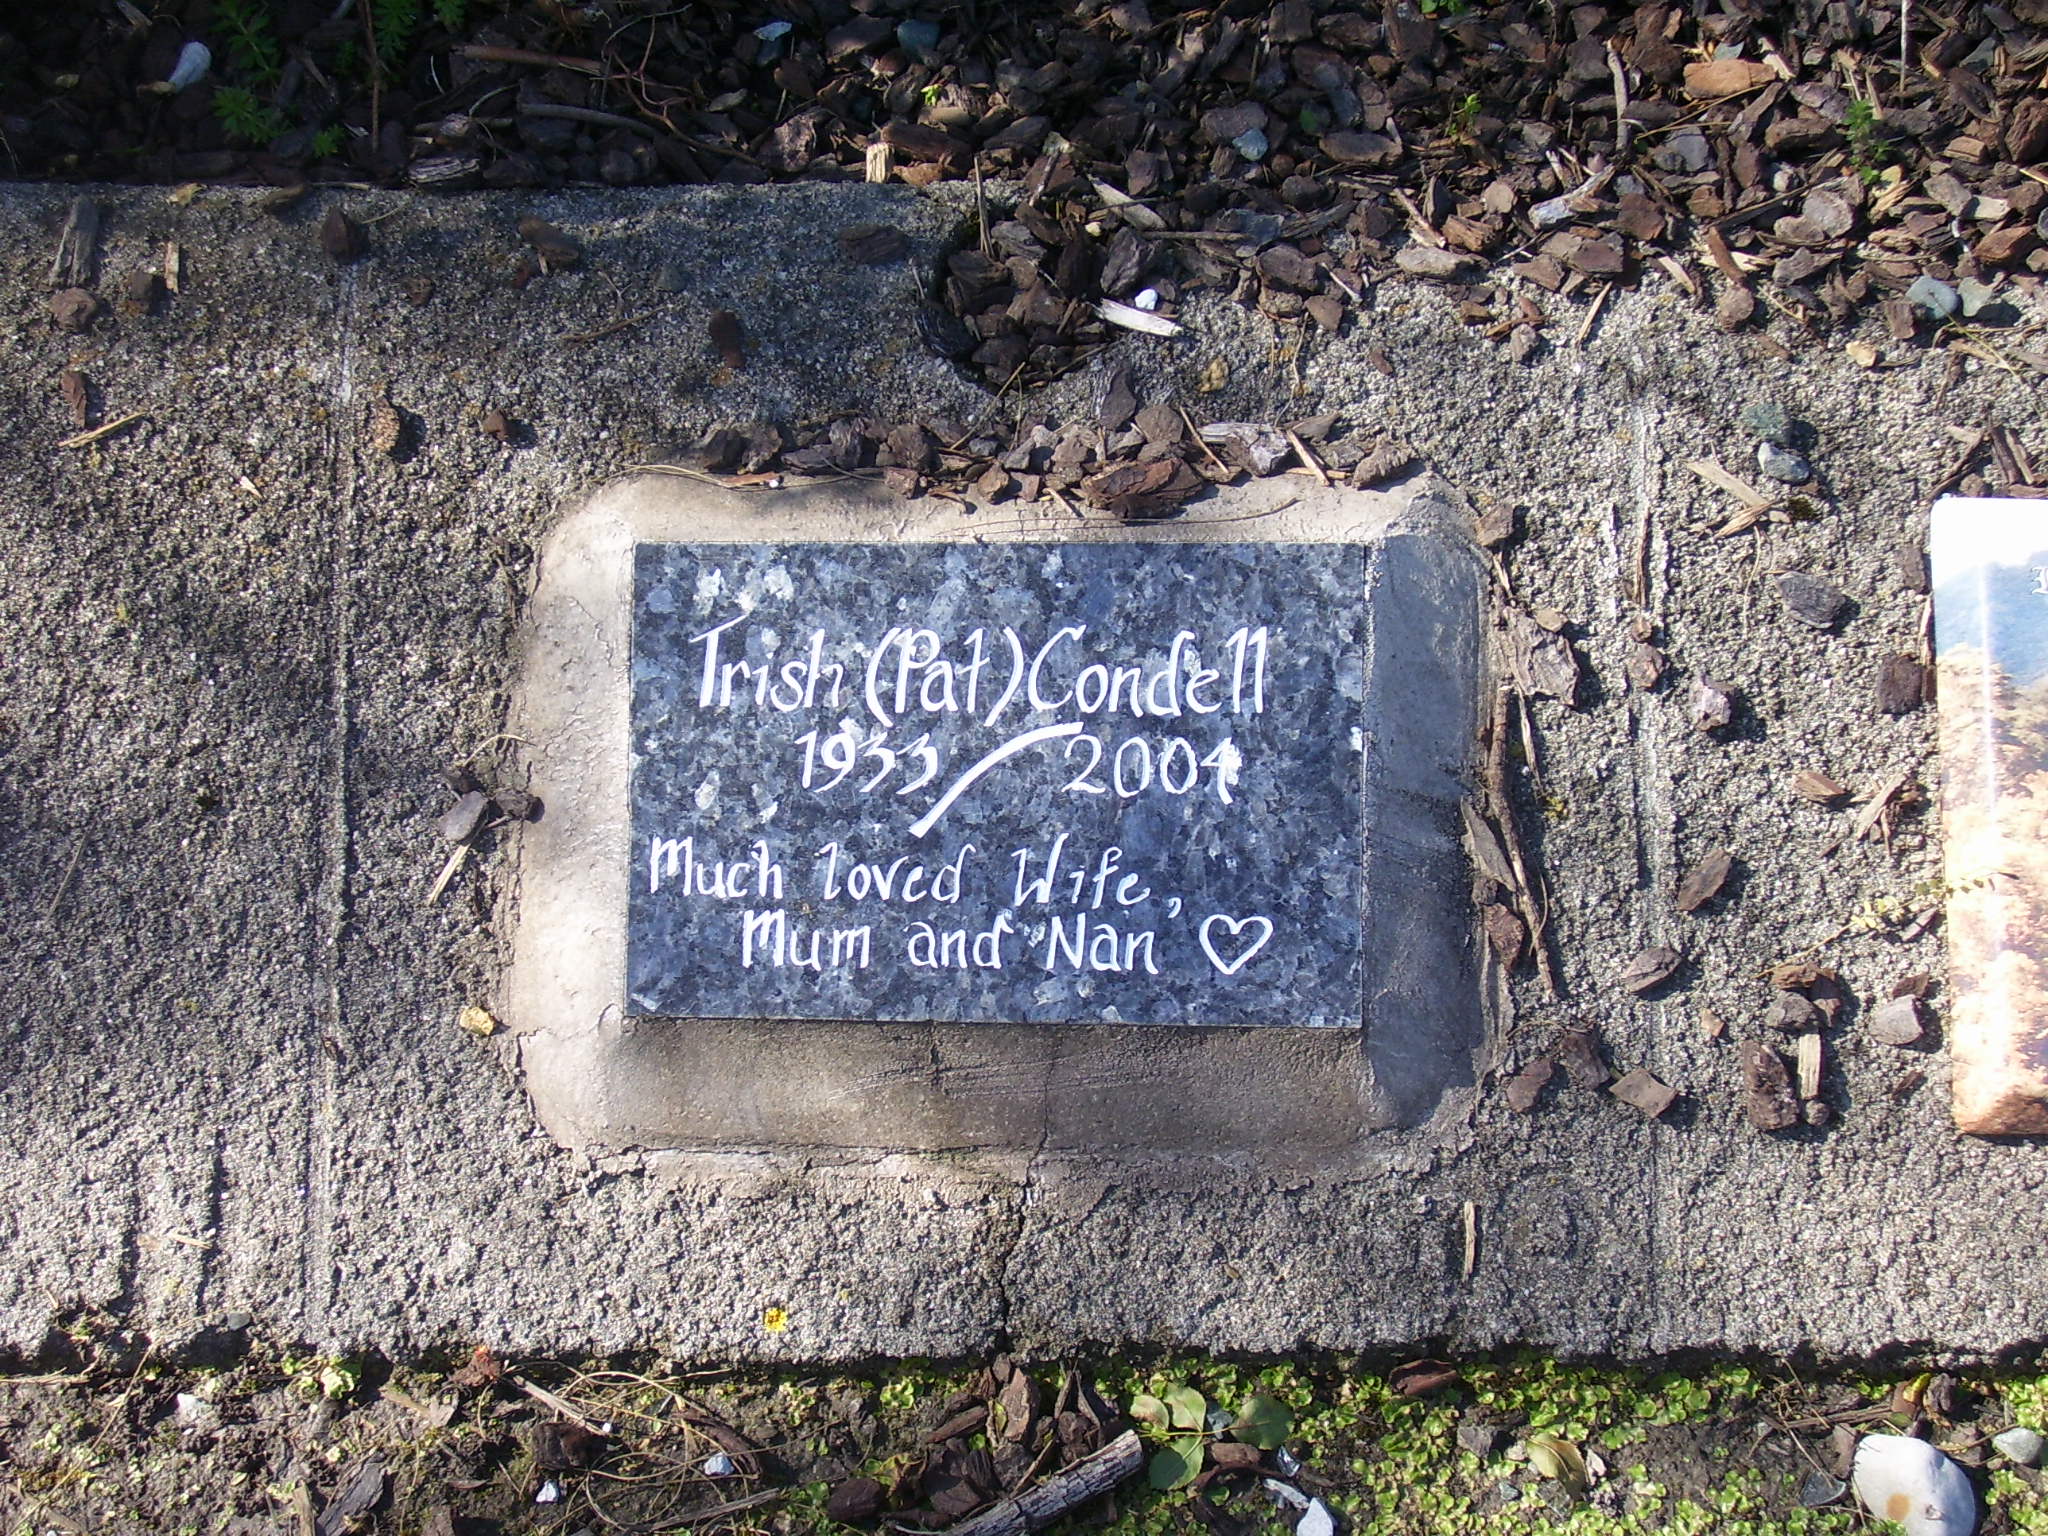 Trish (Pat) Condell
1933 / 2004
Much loved Wife,
Mum and Nan ♡